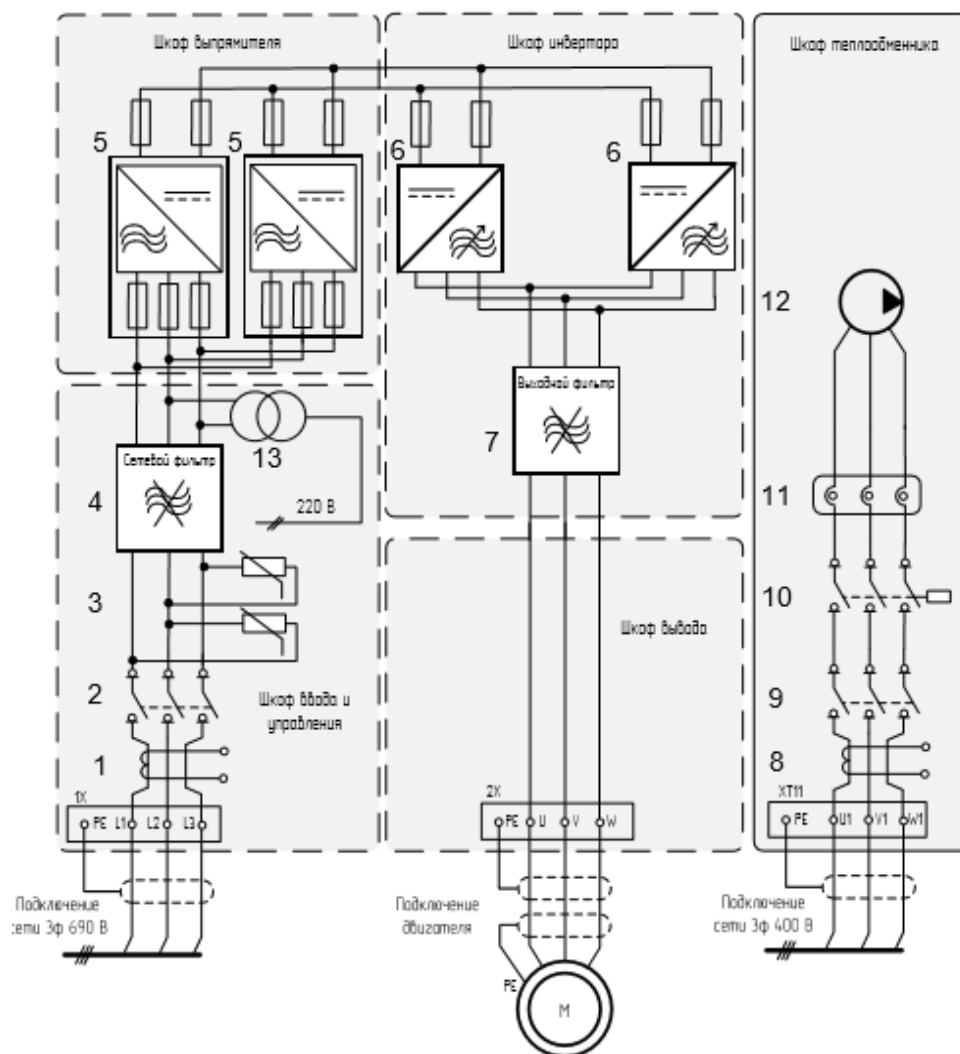 Шкаф выпрямителя
Шкаф инвертора
Шкаф теплообменника
5
5
6
6
12
Выходной фильтр
7
13
Сетевой фильтр
4
220 В
11
3
10
Шкаф вывода
2
Шкаф ввода и
управления
9
1
8
1X
PE L1 L2 L3
2X
PE U V W
XT11
PE U1 V1 W1
Подключение
сети 3ф 690 В
Подключение
двигателя
PE
M
Подключение
сети 3ф 400 В